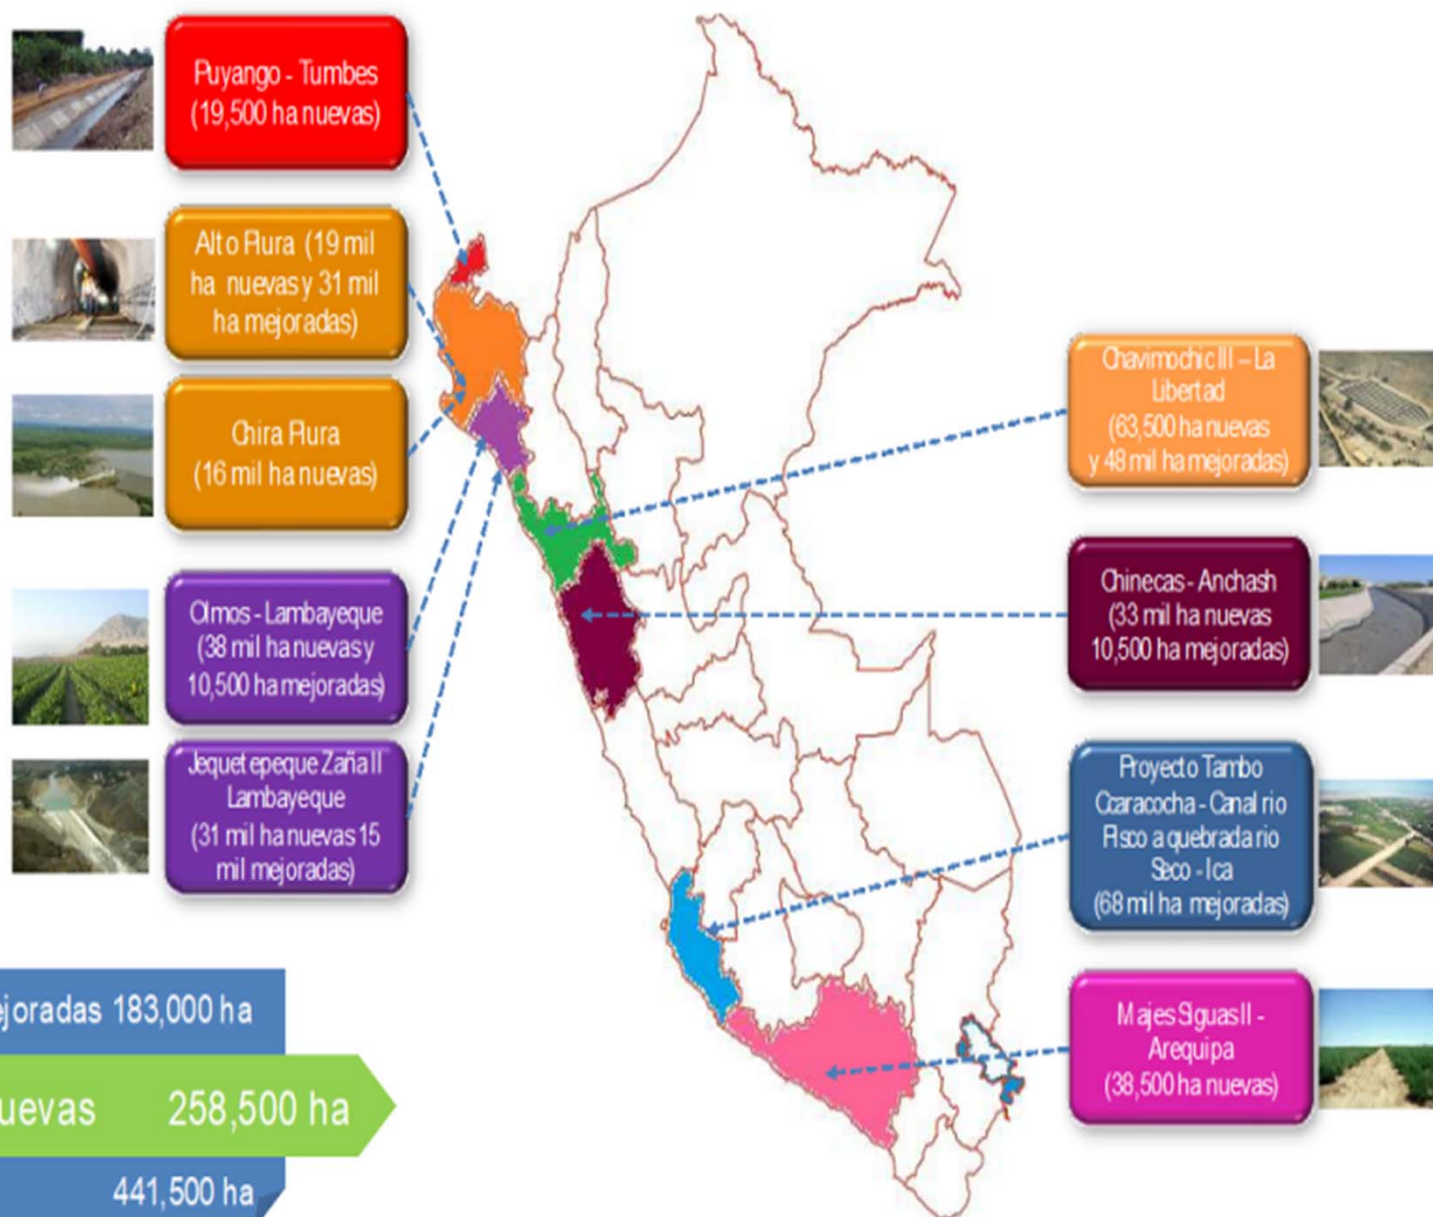 Puyango - Tumbes
(19,500 ha nuevas)
Alto Piura (19 mil
ha nuevas y 31 mil
ha mejoradas)
Chira Piura
(16 mil ha nuevas)
Olmos - Lambayeque
(38 mil ha nuevas y
10,500 ha mejoradas)
Jequetepeque Zaña II
Lambayeque
(31 mil ha nuevas 15
mil mejoradas)
Chavimochic III – La
Libertad
(63,500 ha nuevas
y 48 mil ha mejoradas)
Chinecas - Anchash
(33 mil ha nuevas
10,500 ha mejoradas)
Proyecto Tambo
Ccaracocha - Canal rio
Pisco a quebrada rio
Seco - Ica
(68 mil ha mejoradas)
Majes Siguas II -
Arequipa
(38,500 ha nuevas)
ejoradas 183,000 ha
uevas 258,500 ha
441,500 ha